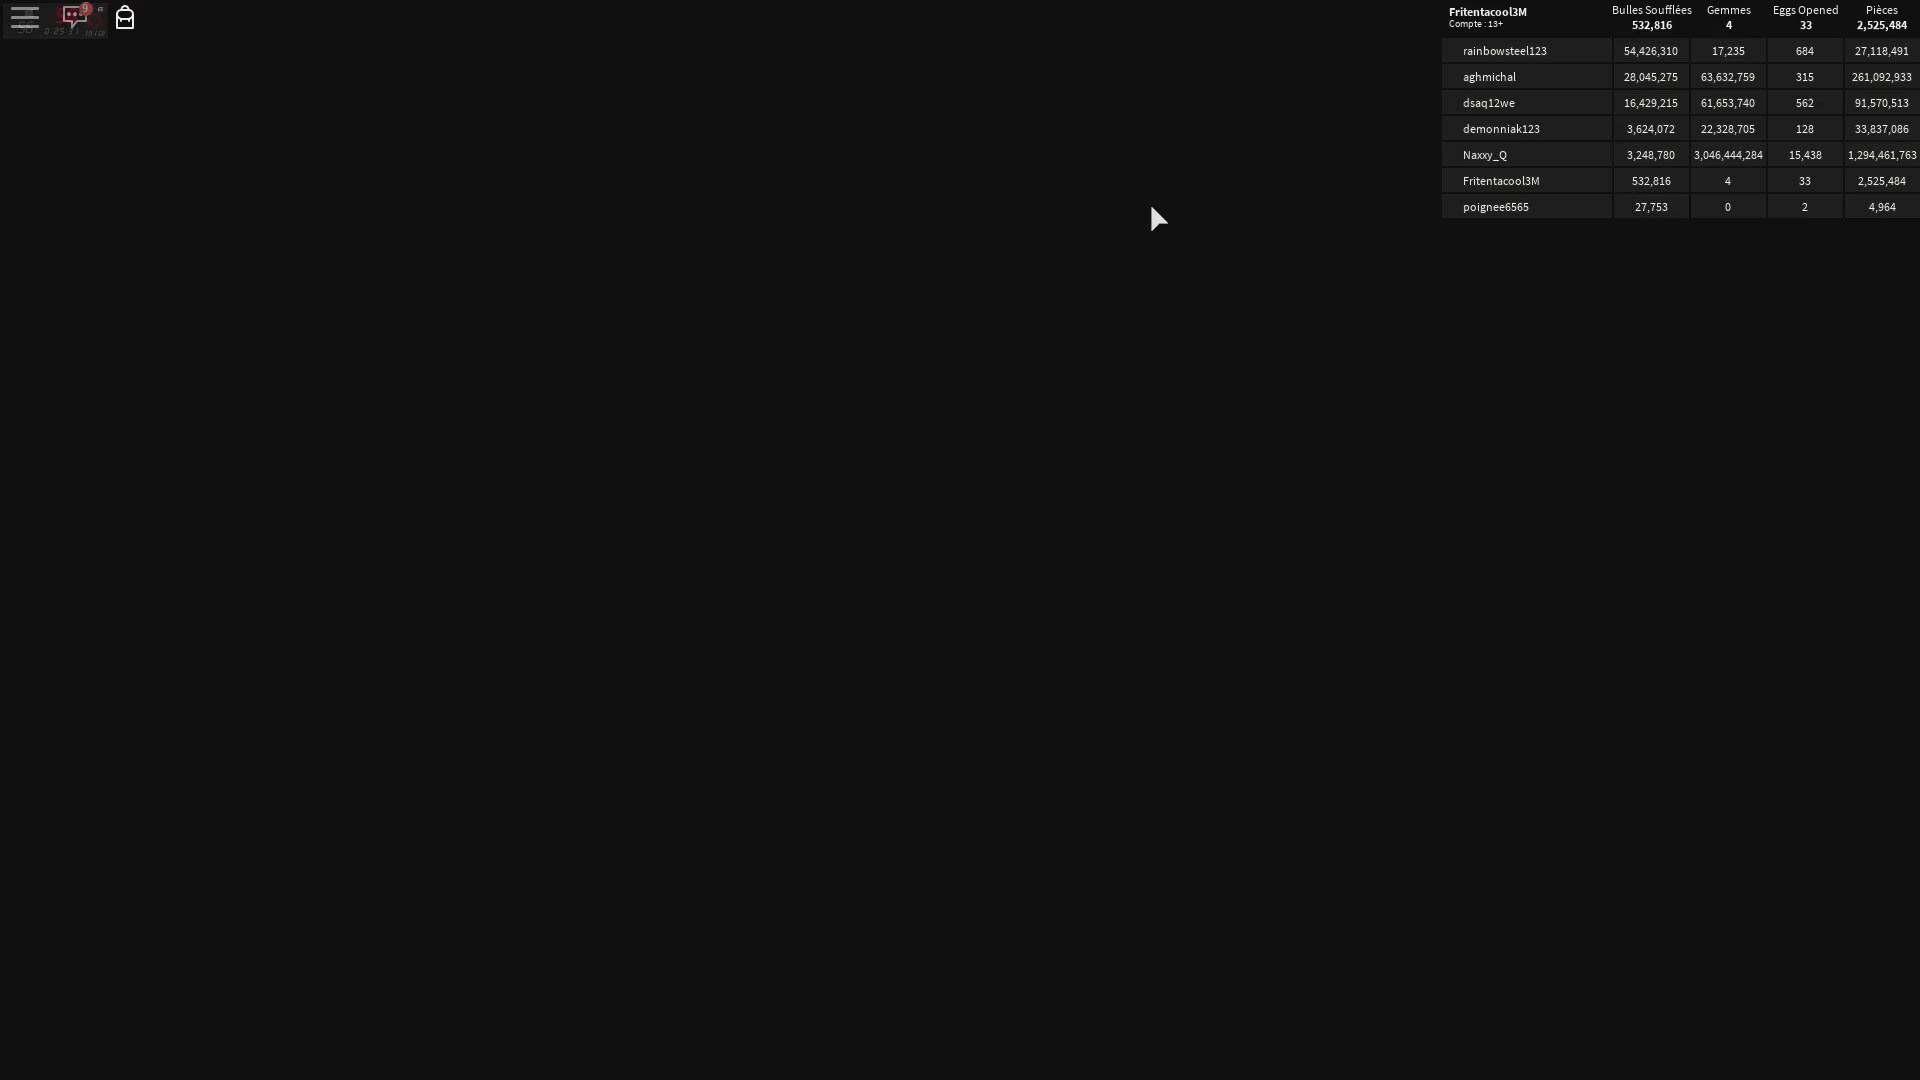 9
0:25:31
Fritentacool3M Bulles Soufflées Gemmes Eggs Opened Pièces
Compte : 13+ 532,816 4 33 2,525,484
rainbowsteel123 54,426,310 17,235 684 27,118,491
aghmichal 28,045,275 63,632,759 315 261,092,933
dsaq12we 16,429,215 61,653,740 562 91,570,513
demonniak123 3,624,072 22,328,705 128 33,837,086
Naxxy_Q 3,248,780 3,046,444,284 15,438 1,294,461,763
Fritentacool3M 532,816 4 33 2,525,484
poignee6565 27,753 0 2 4,964